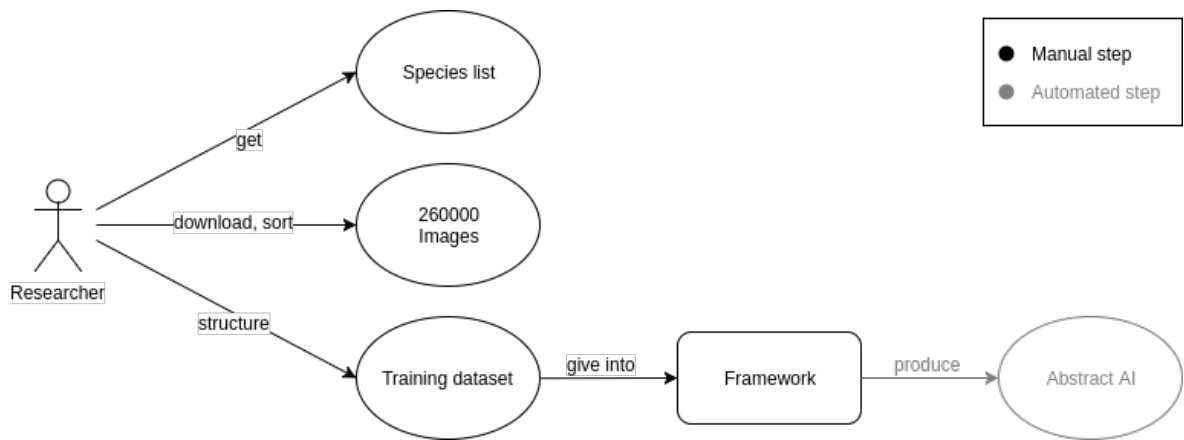 Species list
Manual step
Automated step
get
260000
Images
download, sort
Researcher
structure
Training dataset
give into
Framework
produce
Abstract AI